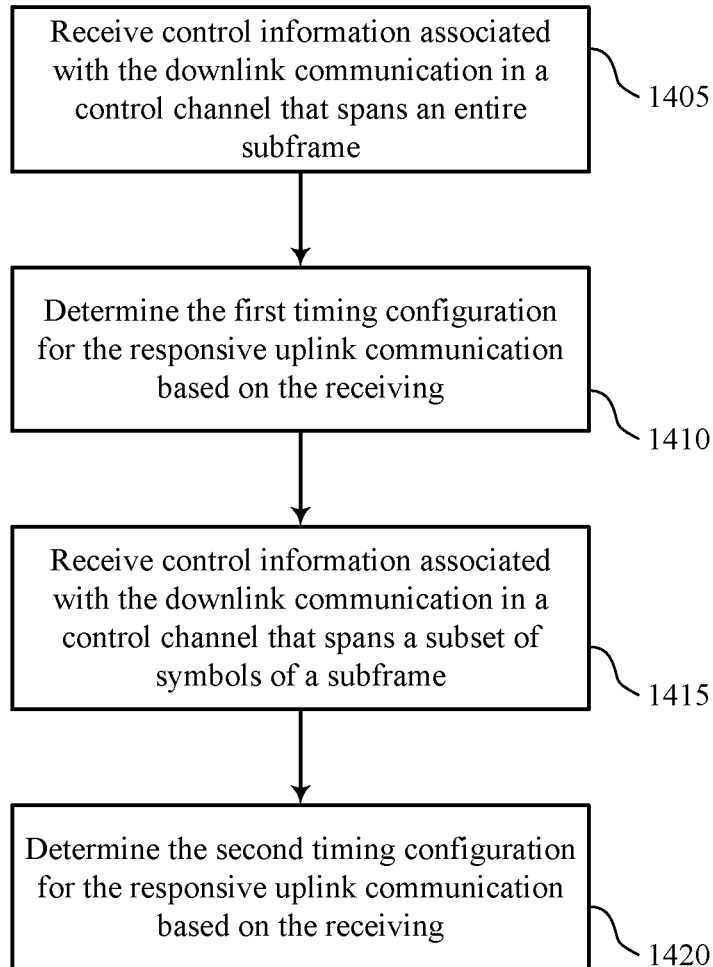 Receive control information associated
with the downlink communication in a
control channel that spans an entire
subframe
1405
Determine the first timing configuration
for the responsive uplink communication
based on the receiving
1410
Receive control information associated
with the downlink communication in a
control channel that spans a subset of
symbols of a subframe
1415
Determine the second timing configuration
for the responsive uplink communication
based on the receiving
1420